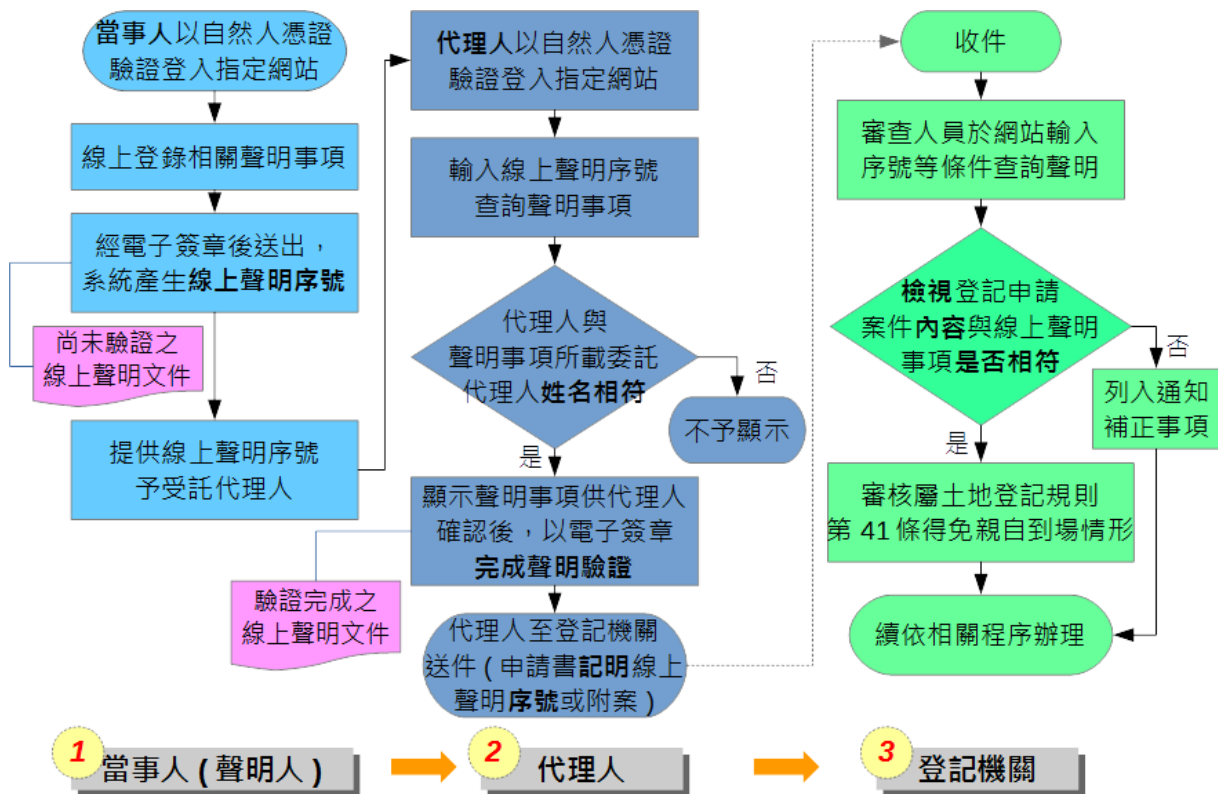 當事人以自然人憑證
驗證登入指定網站
線上登錄相關聲明事項
經電子簽章後送出，
系統產生線上聲明序號
尚未驗證之
線上聲明文件
提供線上聲明序號
予受託代理人
代理人以自然人憑證
驗證登入指定網站
輸入線上聲明序號
查詢聲明事項
代理人與
聲明事項所載委託
代理人姓名相符
否
不予顯示
是
顯示聲明事項供代理人
確認後，以電子簽章
完成聲明驗證
驗證完成之
線上聲明文件
代理人至登記機關
送件 ( 申請書記明線上
聲明序號或附案 )
收件
審查人員於網站輸入
序號等條件查詢聲明
檢視登記申請
案件內容與線上聲明
事項是否相符
否
列入通知
補正事項
是
審核屬土地登記規則
第 41 條得免親自到場情形
續依相關程序辦理
1 當事人 ( 聲明人 )
2 代理人
3 登記機關